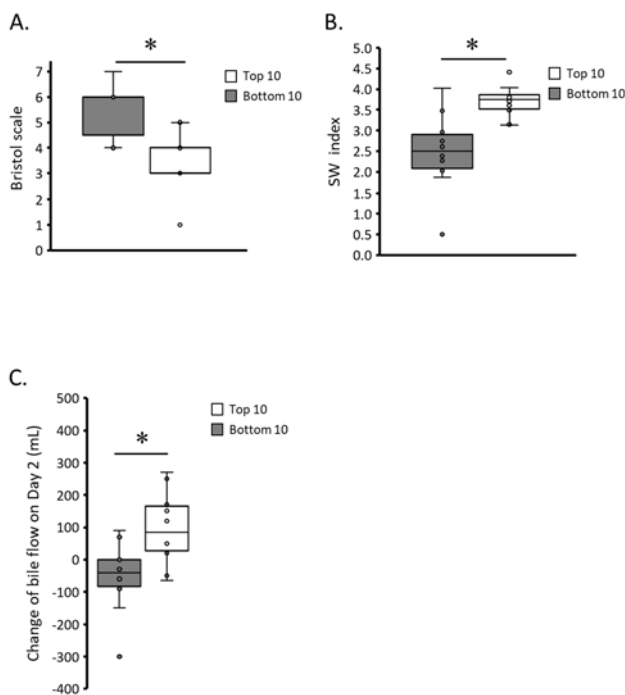 A.
*
Top 10
Bottom 10
7
6
5
4
3
2
1
0
Bristol scale
B.
*
Top 10
Bottom 10
5.0
4.5
4.0
3.5
3.0
2.5
2.0
1.5
1.0
0.5
0.0
SW index
C.
*
Top 10
Bottom 10
500
400
300
200
100
0
-100
-200
-300
-400
Change of bile flow on Day 2 (mL)